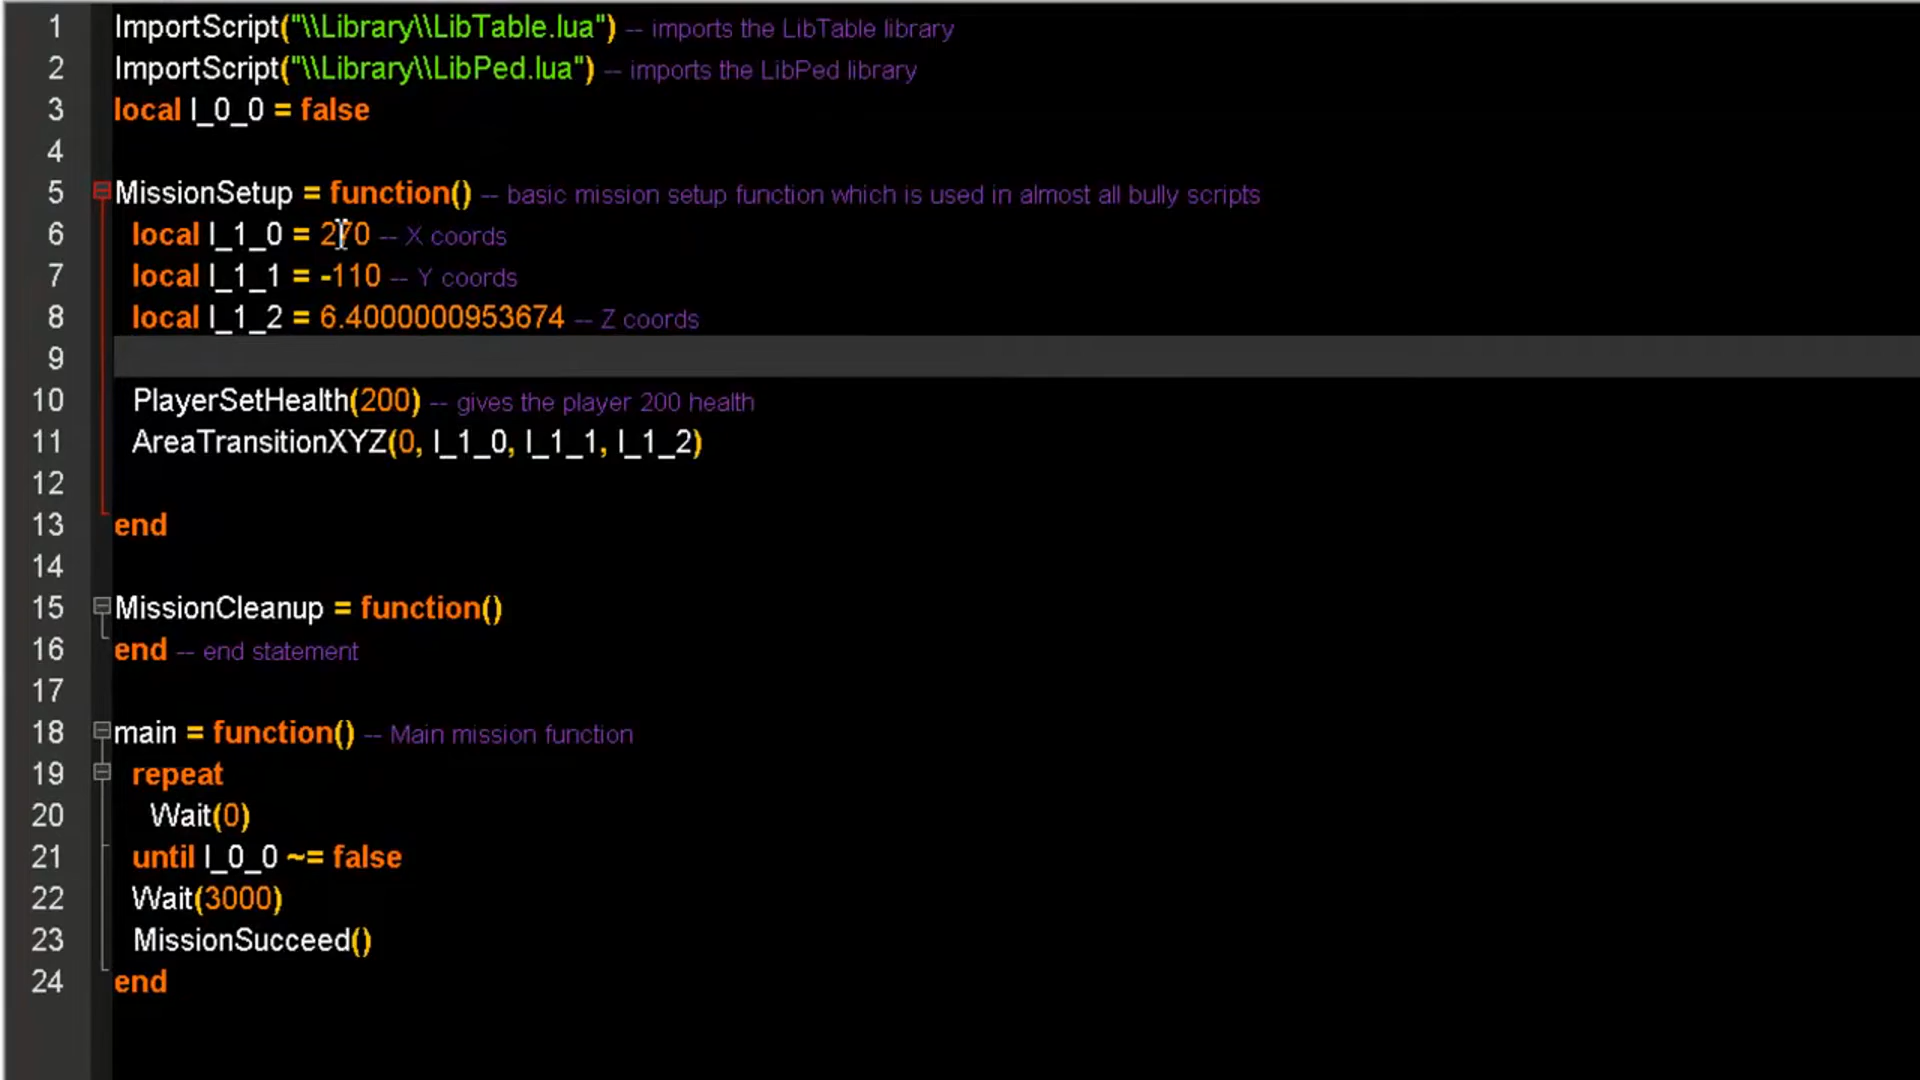 1 ImportScript("\\Library\\LibTable.lua") -- imports the LibTable library
2 ImportScript("\\Library\\LibPed.lua") -- imports the LibPed library
3 local l_0_0 = false
4
5 MissionSetup = function() -- basic mission setup function which is used in almost all bully scripts
6 local l_1_0 = 270 -- X coords
7 local l_1_1 = -110 -- Y coords
8 local l_1_2 = 6.4000000953674 -- Z coords
9
10 PlayerSetHealth(200) -- gives the player 200 health
11 AreaTransitionXYZ(0, l_1_0, l_1_1, l_1_2)
12
13 end
14
15 MissionCleanup = function()
16 end -- end statement
17
18 main = function() -- Main mission function
19 repeat
20 Wait(0)
21 until l_0_0 ~= false
22 Wait(3000)
23 MissionSucceed()
24 end